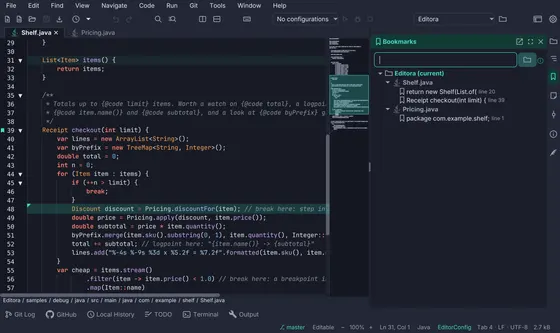 File Edit View Navigate Code Run Git Tools Window Help
No configurations
Editora
Shelf.java
Pricing.java
29 }
30
31 List<Item> items() {
32 return items;
33 }
34
35 /**
36 * Totals up to {@code limit} items. Worth a watch on {@code total}, a logpoin
37 * {@code item.name()} and {@code subtotal}, and a look at {@code byPrefix}
38 */
39 Receipt checkout(int limit) {
40 var lines = new ArrayList<String>();
41 var byPrefix = new TreeMap<String, Integer>();
42 double total = 0;
43 int n = 0;
44 for (Item item : items) {
45 if (++n > limit) {
46 break;
47 }
48 Discount discount = Pricing.discountFor(item); // break here: step in
49 double price = Pricing.apply(discount, item.price());
50 double subtotal = price * item.quantity();
51 byPrefix.merge(item.sku().substring(0, 1), item.quantity(), Integer::
52 total += subtotal; // logpoint here: "{item.name()} -> {subtotal}"
53 lines.add("%-4s %-9s %3d x %5.2f = %7.2f".formatted(item.sku(), item.
54 }
55 var cheap = items.stream()
56 .filter(item -> item.price() < 1.0) // break here: a breakpoint i
57 .map(Item::name)
Bookmarks
Editora (current)
Shelf.java
return new Shelf(List.of( line 20
Receipt checkout(int limit) { line 39
Pricing.java
package com.example.shelf; line 1
Editora / samples / debug / java / src / main / java / com / example / shelf / Shelf.java
Git Log GitHub Local History TODO Terminal Output
master Editable − 100% + Ln 31, Col 1 Java EditorConfig Tab 4 LF UTF-8 2.7 kB